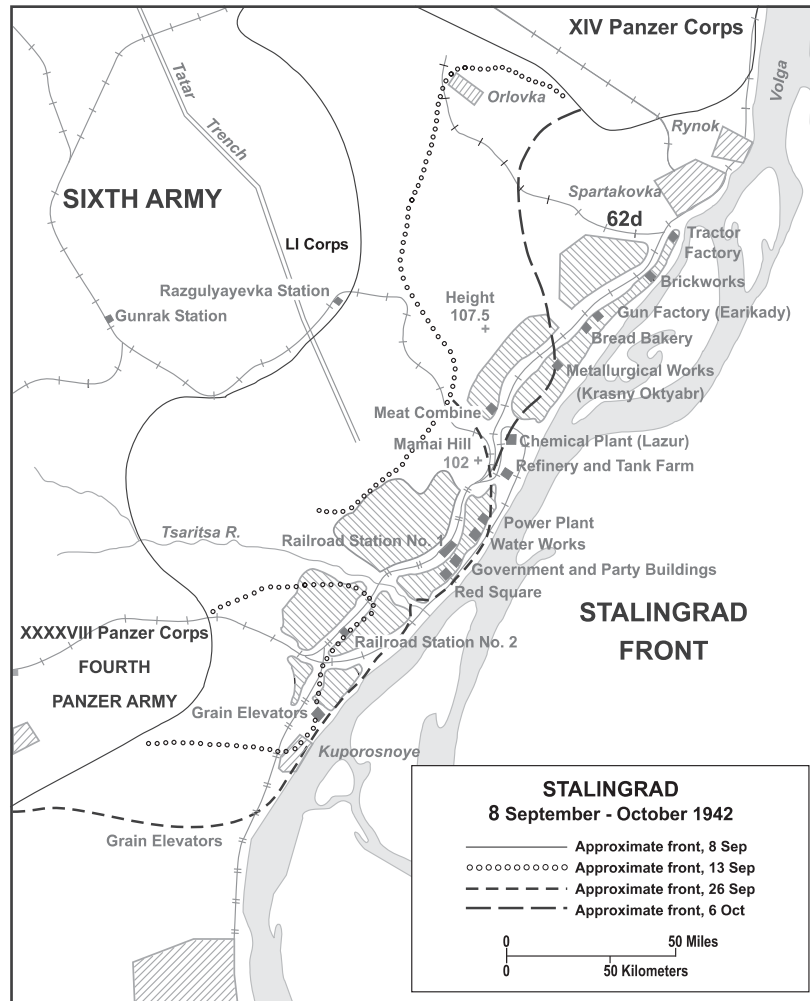 XIV Panzer Corps
Volga
Tatar
Trench
Orlovka
Rynok
SIXTH ARMY
Spartakovka
62d
LI Corps
Tractor
Factory
Razgulyayevka Station
Brickworks
Height
107.5
Gunrak Station
Gun Factory (Earikady)
Bread Bakery
Metallurgical Works
(Krasny Oktyabr)
Meat Combine
Mamai Hill
102
Chemical Plant (Lazur)
Refinery and Tank Farm
Tsaritsa R.
Railroad Station No. 1
Power Plant
Water Works
Government and Party Buildings
Red Square
STALINGRAD
FRONT
XXXXVIII Panzer Corps
FOURTH
PANZER ARMY
Railroad Station No. 2
Grain Elevators
Kuporosnoye
Grain Elevators
STALINGRAD
8 September - October 1942
Approximate front, 8 Sep
Approximate front, 13 Sep
Approximate front, 26 Sep
Approximate front, 6 Oct
0 50 Miles
0 50 Kilometers